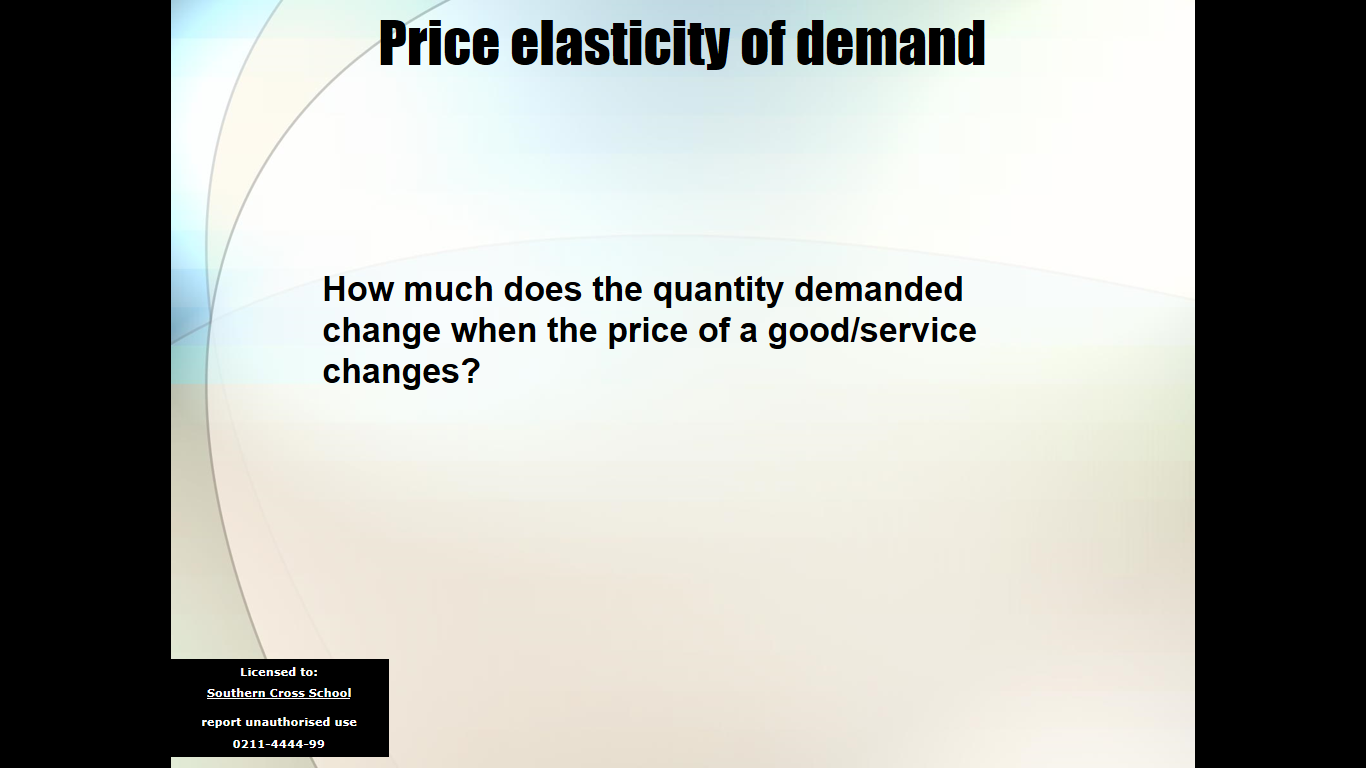 Price elasticity of demand
How much does the quantity demanded
change when the price of a good/service
changes?
Licensed to:
Southern Cross School
report unauthorised use
0211-4444-99